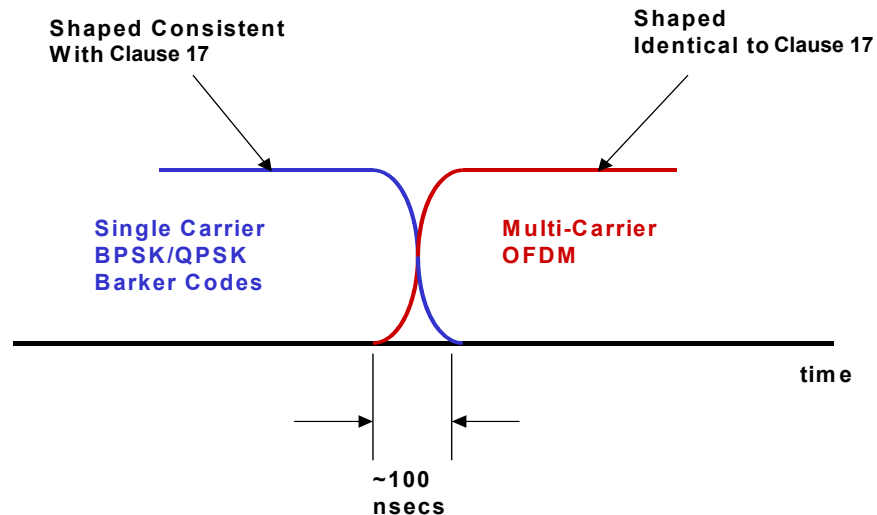 Shaped Consistent
With Clause 17
Shaped
Identical to Clause 17
Single Carrier
BPSK/QPSK
Barker Codes
Multi-Carrier
OFDM
time
~100
nsecs